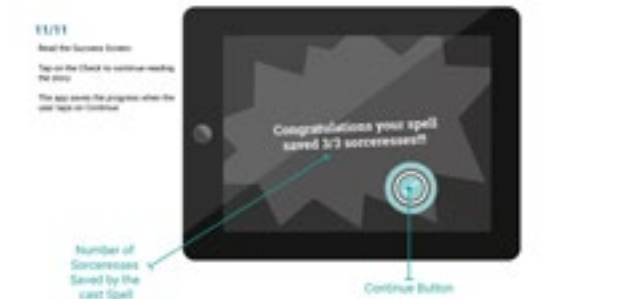 11/11
Read the Success Screen
Tap on the Check to continue reading
the story
The app saves the progress when the
user taps on Continue
Congratulations your spell
saved 3/3 sorceresses!!!
Number of
Sorceresses
Saved by the
cast Spell
Continue Button